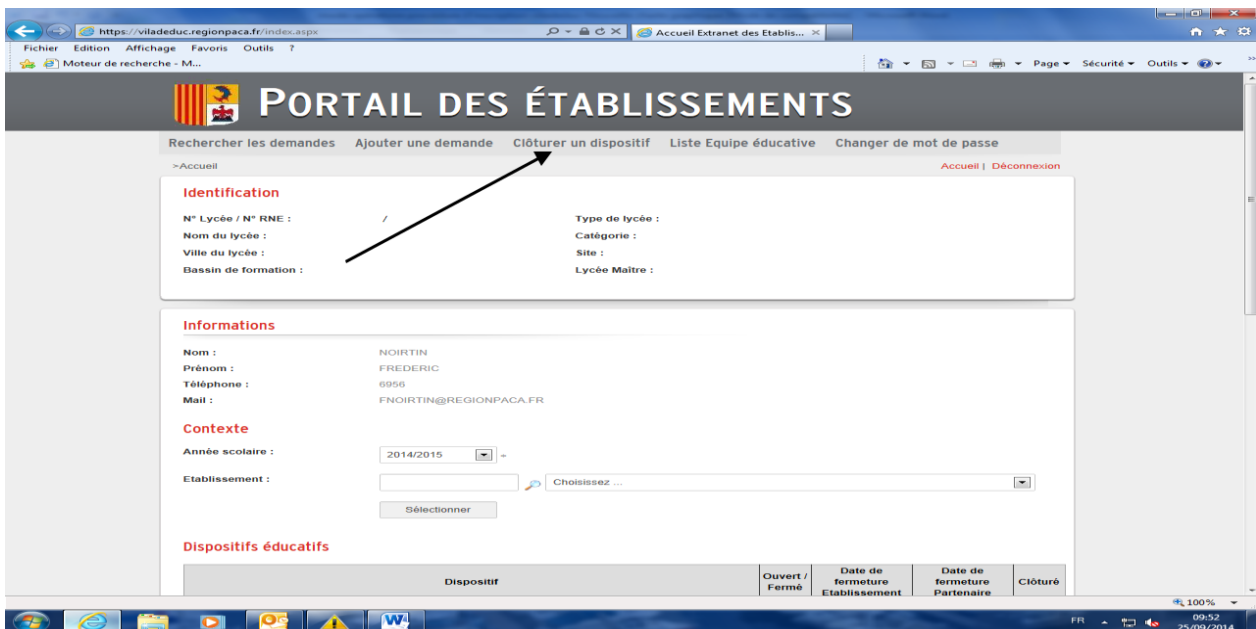 https://viladeduc.regionpaca.fr/index.aspx
Accueil Extranet des Etablis...
Fichier Edition Affichage Favoris Outils ?
Moteur de recherche - M...
Page Sécurité Outils
PORTAIL DES ÉTABLISSEMENTS
Rechercher les demandes Ajouter une demande Clôturer un dispositif Liste Equipe éducative Changer de mot de passe
>Accueil Accueil | Déconnexion
Identification
N° Lycée / N° RNE : / Type de lycée :
Nom du lycée : Catégorie :
Ville du lycée : Site :
Bassin de formation : Lycée Maître :
Informations
Nom : NOIRTIN
Prénom : FREDERIC
Téléphone : 6956
Mail : FNOIRTIN@REGIONPACA.FR
Contexte
Année scolaire : 2014/2015
Etablissement : Choisissez ...
Sélectionner
Dispositifs éducatifs
Dispositif Ouvert / Fermé Date de fermeture Etablissement Date de fermeture Partenaire Clôturé
100%
FR 09:52
25/09/2014